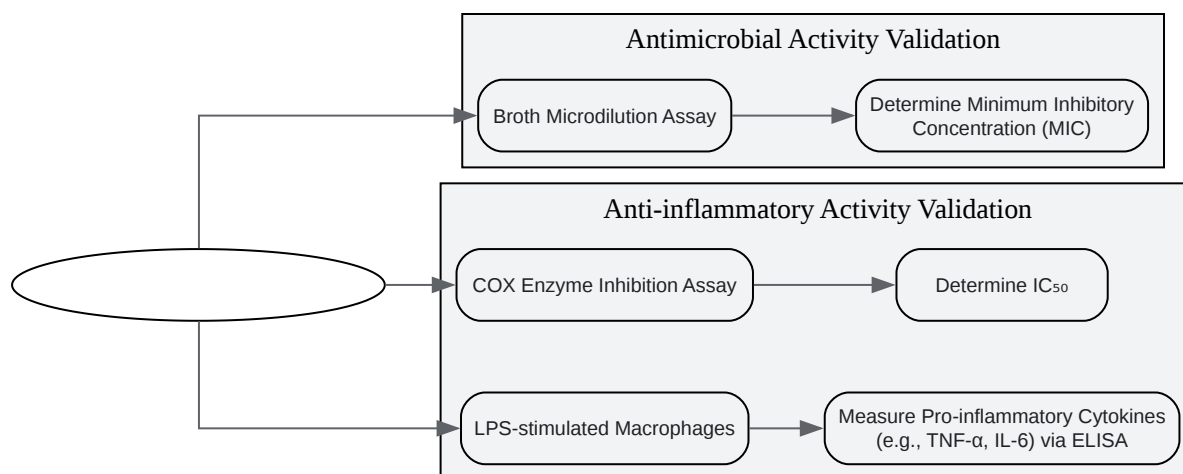 Antimicrobial Activity Validation
Broth Microdilution Assay
Determine Minimum Inhibitory
Concentration (MIC)
Anti-inflammatory Activity Validation
COX Enzyme Inhibition Assay
Determine IC₅₀
LPS-stimulated Macrophages
Measure Pro-inflammatory Cytokines
(e.g., TNF-α, IL-6) via ELISA